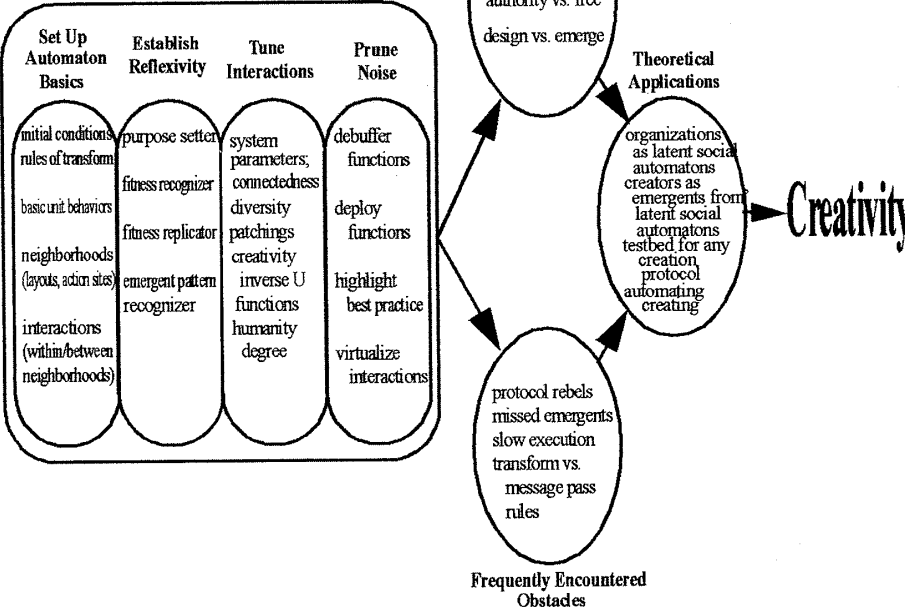 authority vs. free
design vs. emerge
Set Up
Automaton
Basics
initial conditions
rules of transform
basic unit behaviors
neighborhoods
(layouts, action sites)
interactions
(within/between
neighborhoods)
Establish
Reflexivity
purpose setter
fitness recognizer
fitness replicator
emergent pattern
recognizer
Tune
Interactions
system
parameters;
connectedness
diversity
patchings
creativity
inverse U
functions
humanity
degree
Prune
Noise
debuffer
functions
deploy
functions
highlight
best practice
virtualize
interactions
Theoretical
Applications
organizations
as latent social
automatons
creators as
emergents from
latent social
automatons
testbed for any
creation
protocol
automating
creating
Creativity
protocol rebels
missed emergents
slow execution
transform vs.
message pass
rules
Frequently Encountered
Obstacles